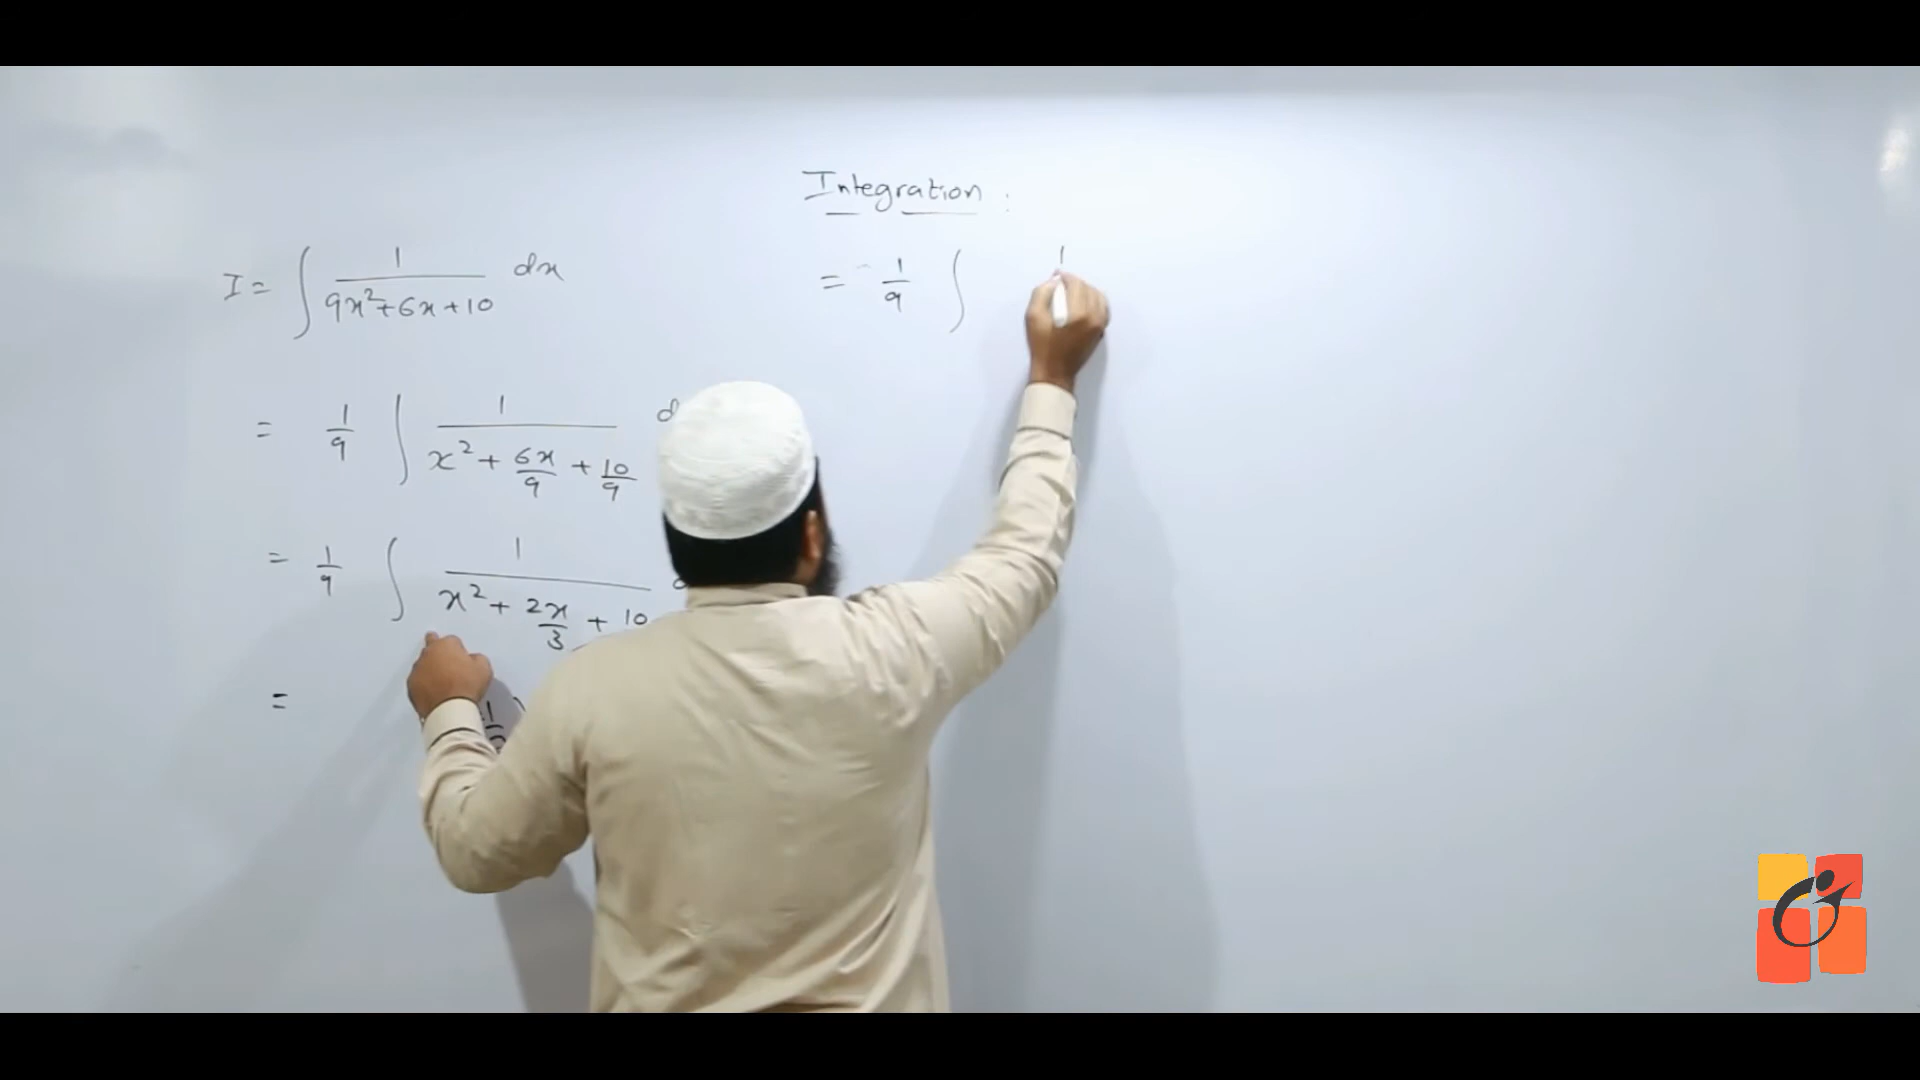 Integration :
I = ∫ 1/(9x²+6x+10) dx
= 1/9 ∫ 1/(x² + 6x/9 + 10/9) d
= 1/9 ∫ 1/(x² + 2x/3 + 10
=
= 1/9 ∫ 1